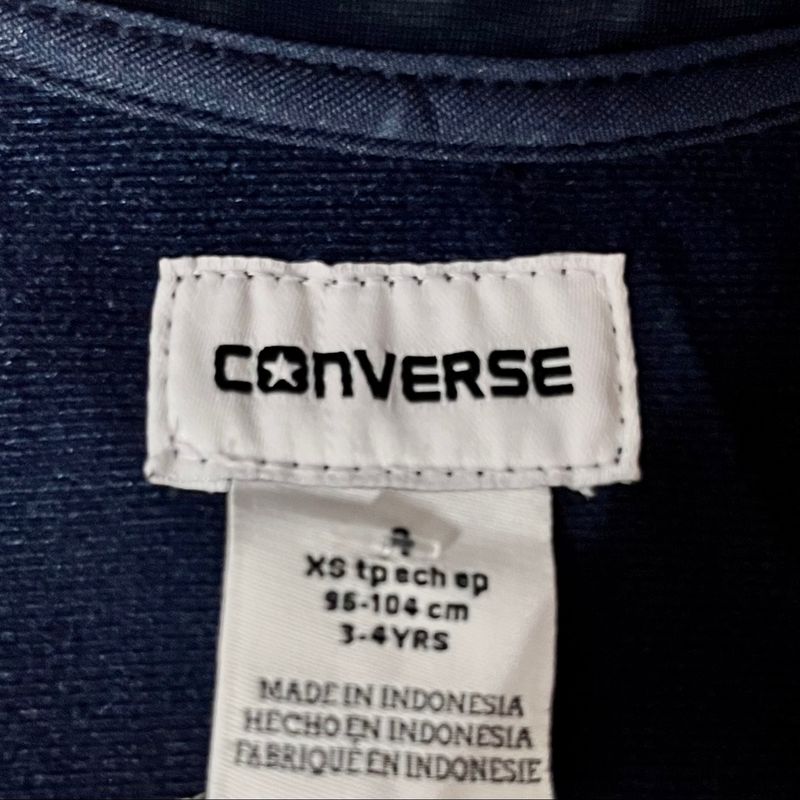 CONVERSE
XS tp ech ep
96-104 cm
3-4YRS
MADE IN INDONESIA
HECHO EN INDONESIA
FABRIQUÉ EN INDONESIE